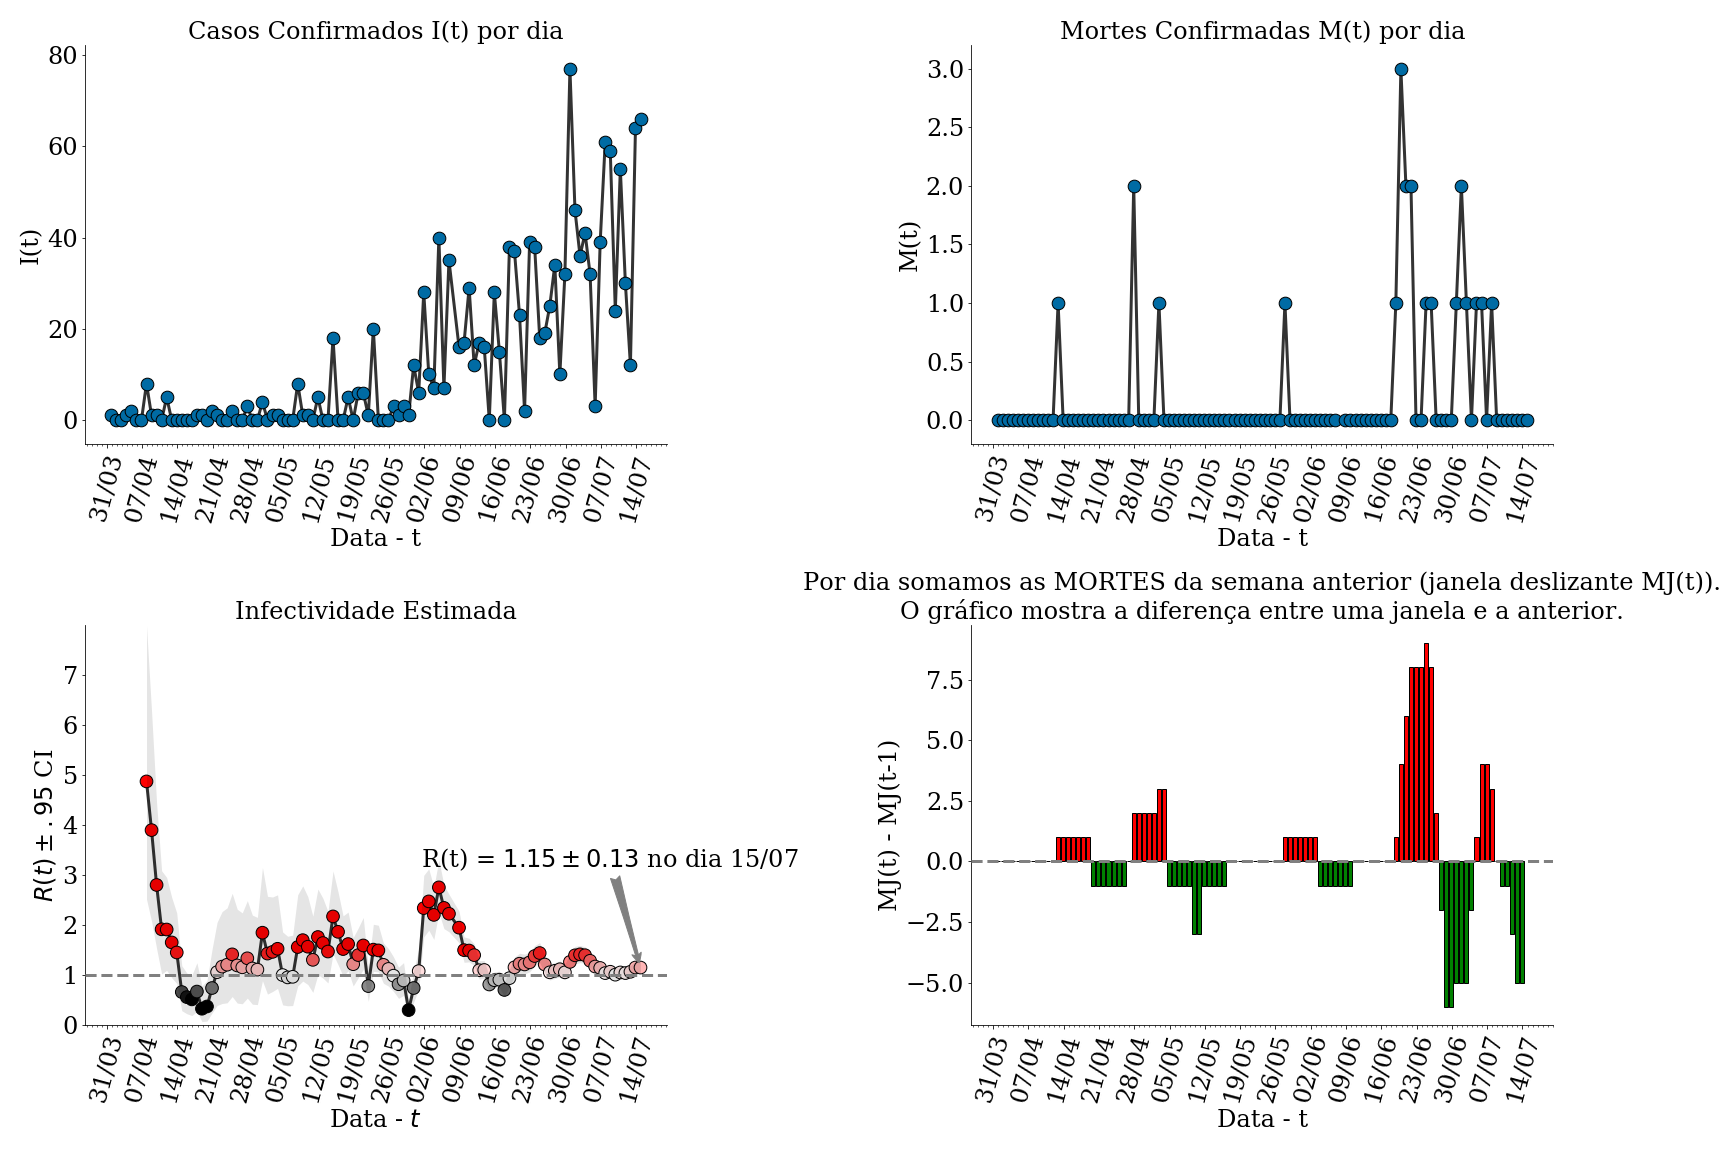 Casos Confirmados I(t) por dia
80
60
40
20
0
I(t)
31/03 07/04 14/04 21/04 28/04 05/05 12/05 19/05 26/05 02/06 09/06 16/06 23/06 30/06 07/07 14/07
Data - t
Mortes Confirmadas M(t) por dia
3.0
2.5
2.0
1.5
1.0
0.5
0.0
M(t)
31/03 07/04 14/04 21/04 28/04 05/05 12/05 19/05 26/05 02/06 09/06 16/06 23/06 30/06 07/07 14/07
Data - t
Infectividade Estimada
7
6
5
4
3
2
1
0
R(t) ± .95 CI
R(t) = 1.15 ± 0.13 no dia 15/07
31/03 07/04 14/04 21/04 28/04 05/05 12/05 19/05 26/05 02/06 09/06 16/06 23/06 30/06 07/07 14/07
Data - t
Por dia somamos as MORTES da semana anterior (janela deslizante MJ(t)).
O gráfico mostra a diferença entre uma janela e a anterior.
7.5
5.0
2.5
0.0
−2.5
−5.0
MJ(t) - MJ(t-1)
31/03 07/04 14/04 21/04 28/04 05/05 12/05 19/05 26/05 02/06 09/06 16/06 23/06 30/06 07/07 14/07
Data - t